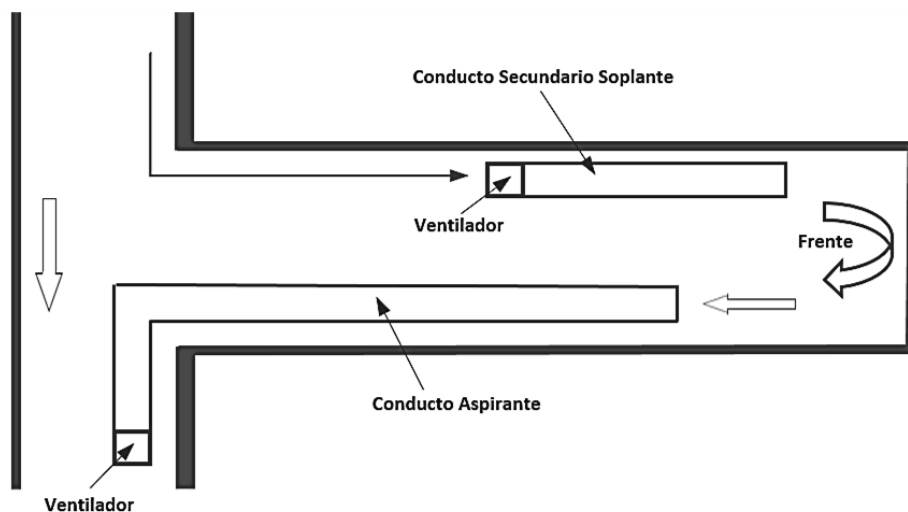 Conducto Secundario Soplante
Ventilador
Frente
Conducto Aspirante
Ventilador